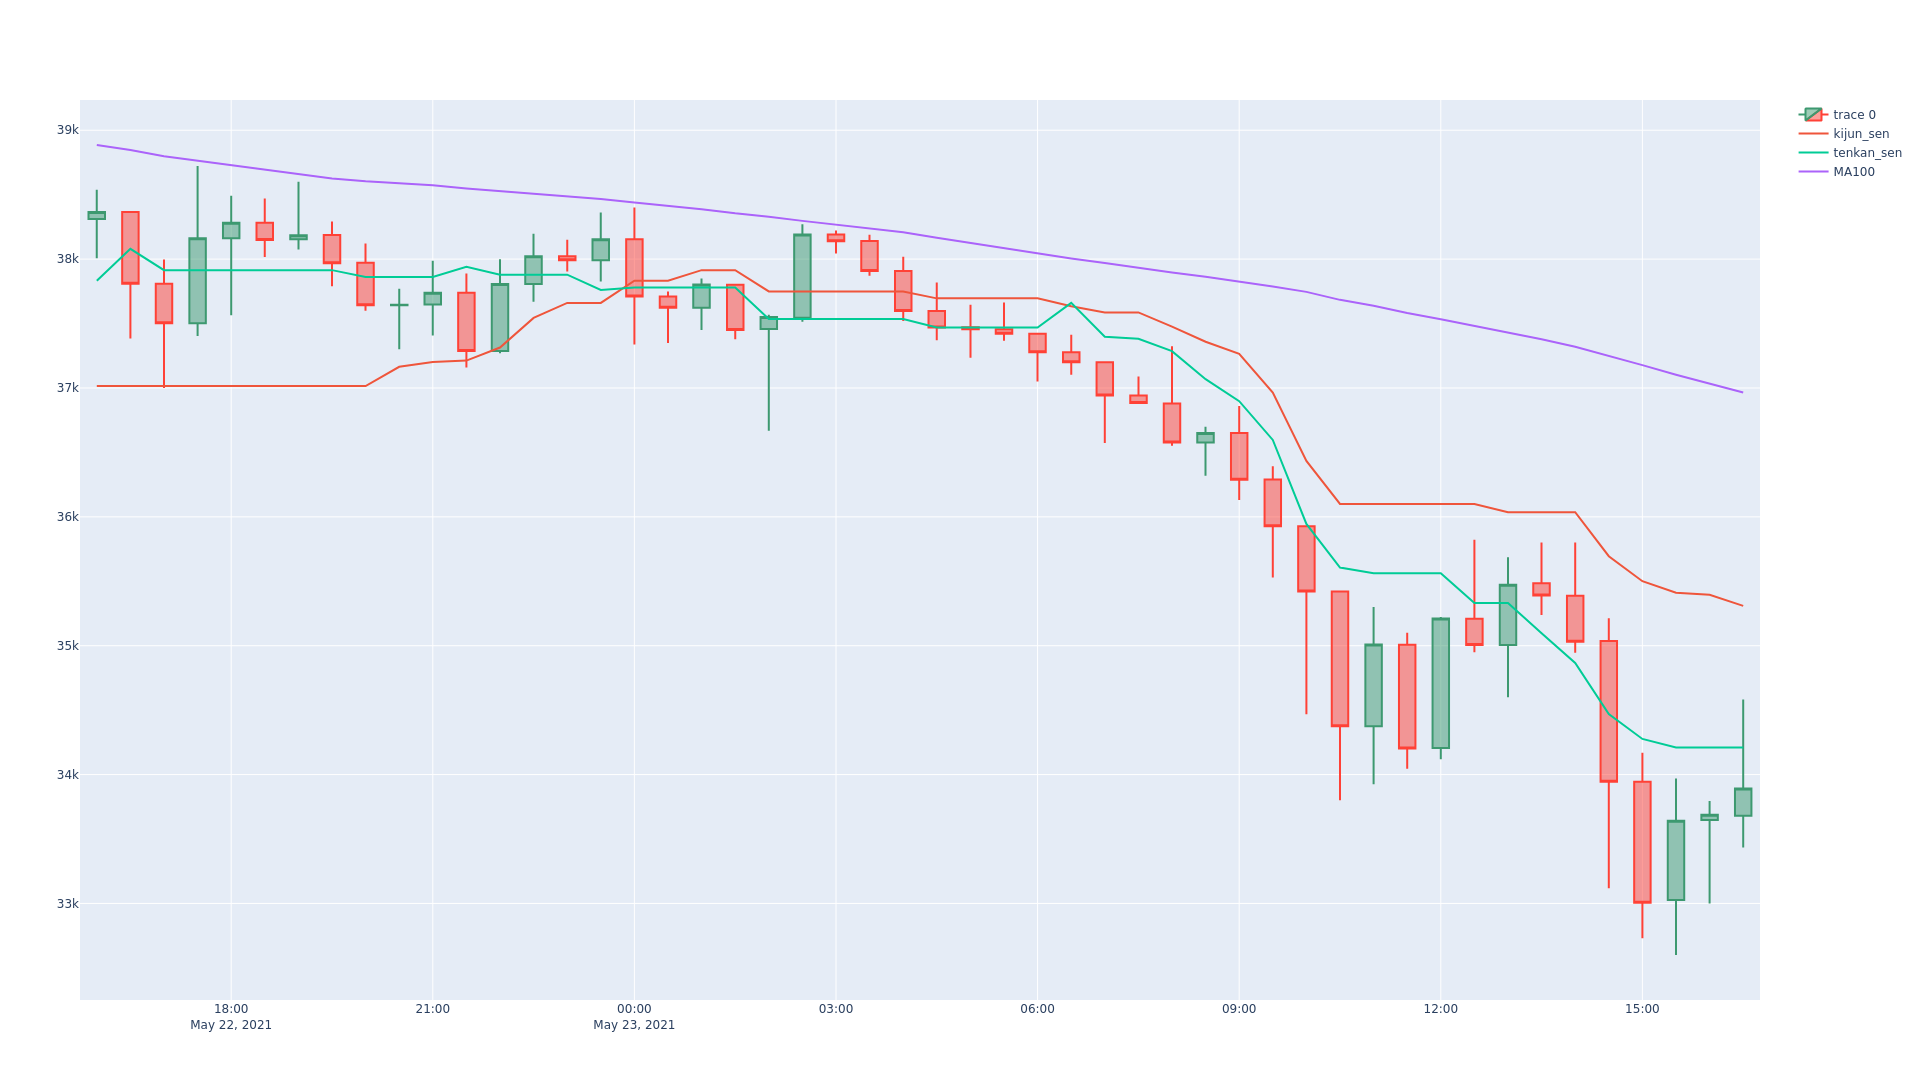 39k
38k
37k
36k
35k
34k
33k
18:00
May 22, 2021
21:00
00:00
May 23, 2021
03:00
06:00
09:00
12:00
15:00
trace 0
kijun_sen
tenkan_sen
MA100